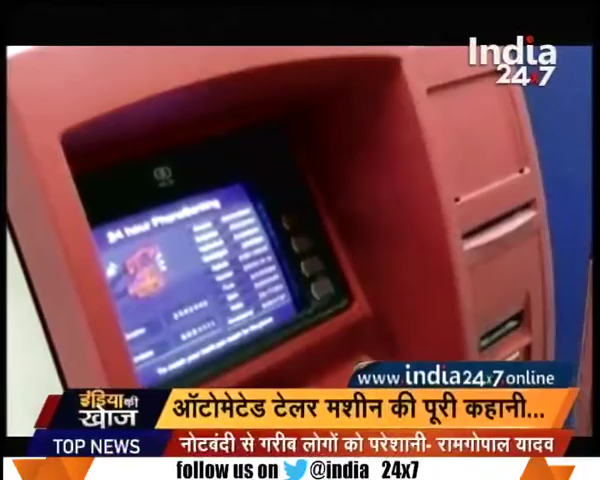 India
24x7
24 hour PhoneBanking
www.india24x7online
इंडिया की
खोज
ऑटोमेटेड टेलर मशीन की पूरी कहानी...
TOP NEWS
नोटबंदी से गरीब लोगों को परेशानी- रामगोपाल यादव
follow us on @india 24x7